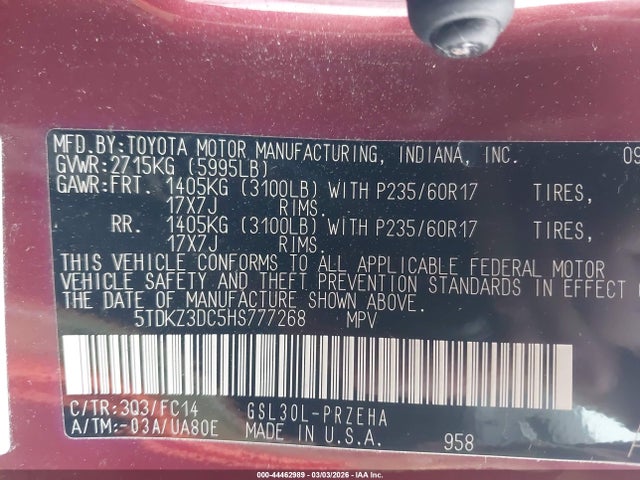 MFD.BY:TOYOTA MOTOR MANUFACTURING, INDIANA, INC. 09
GVWR:2715KG (5995LB)
GAWR:FRT. 1405KG (3100LB) WITH P235/60R17 TIRES,
17X7J RIMS.
RR. 1405KG (3100LB) WITH P235/60R17 TIRES,
17X7J RIMS.
THIS VEHICLE CONFORMS TO ALL APPLICABLE FEDERAL MOTOR
VEHICLE SAFETY AND THEFT PREVENTION STANDARDS IN EFFECT
THE DATE OF MANUFACTURE SHOWN ABOVE.
5TDKZ3DC5HS777268 MPV
C/TR:3Q3/FC14 GSL30L-PRZEHA
A/TM:-03A/UA80E MADE IN U.S.A. 958 A
000-44462989 - 03/03/2026 - IAA Inc.